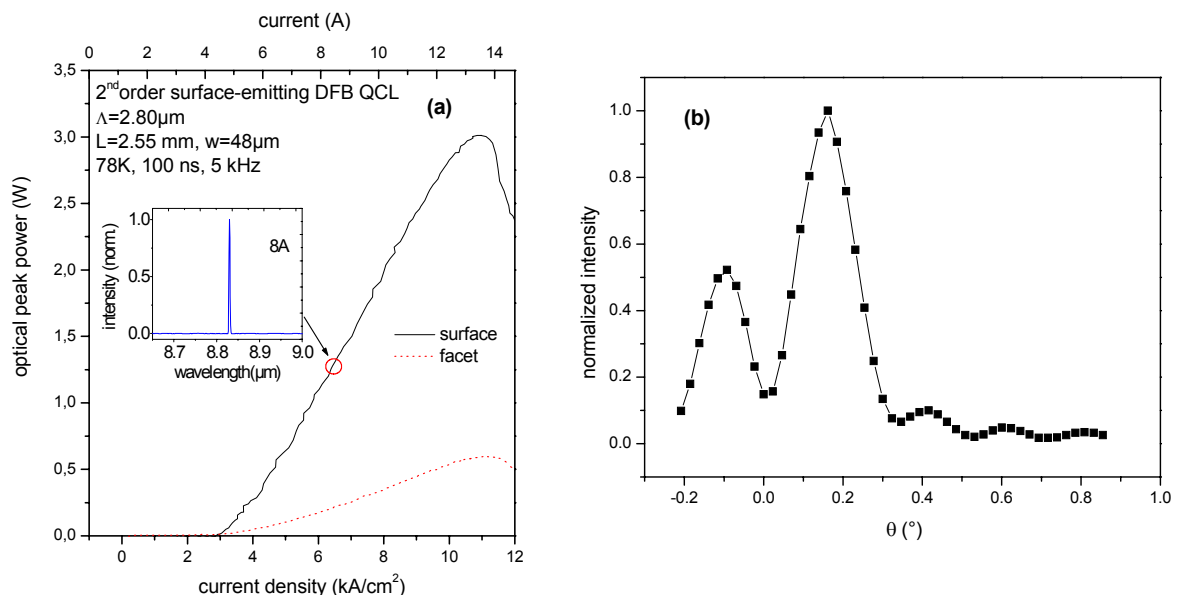 current (A)
0 2 4 6 8 10 12 14
3,5
3,0
2,5
2,0
1,5
1,0
0,5
0,0
optical peak power (W)
2nd order surface-emitting DFB QCL
Λ=2.80µm
L=2.55 mm, w=48µm
78K, 100 ns, 5 kHz
(a)
1.0
0.5
0.0
intensity (norm.)
8A
8.7 8.8 8.9 9.0
wavelength(µm)
surface
facet
0 2 4 6 8 10 12
current density (kA/cm2)
(b)
1.0
0.8
0.6
0.4
0.2
0.0
normalized intensity
-0.2 0.0 0.2 0.4 0.6 0.8 1.0
θ (°)